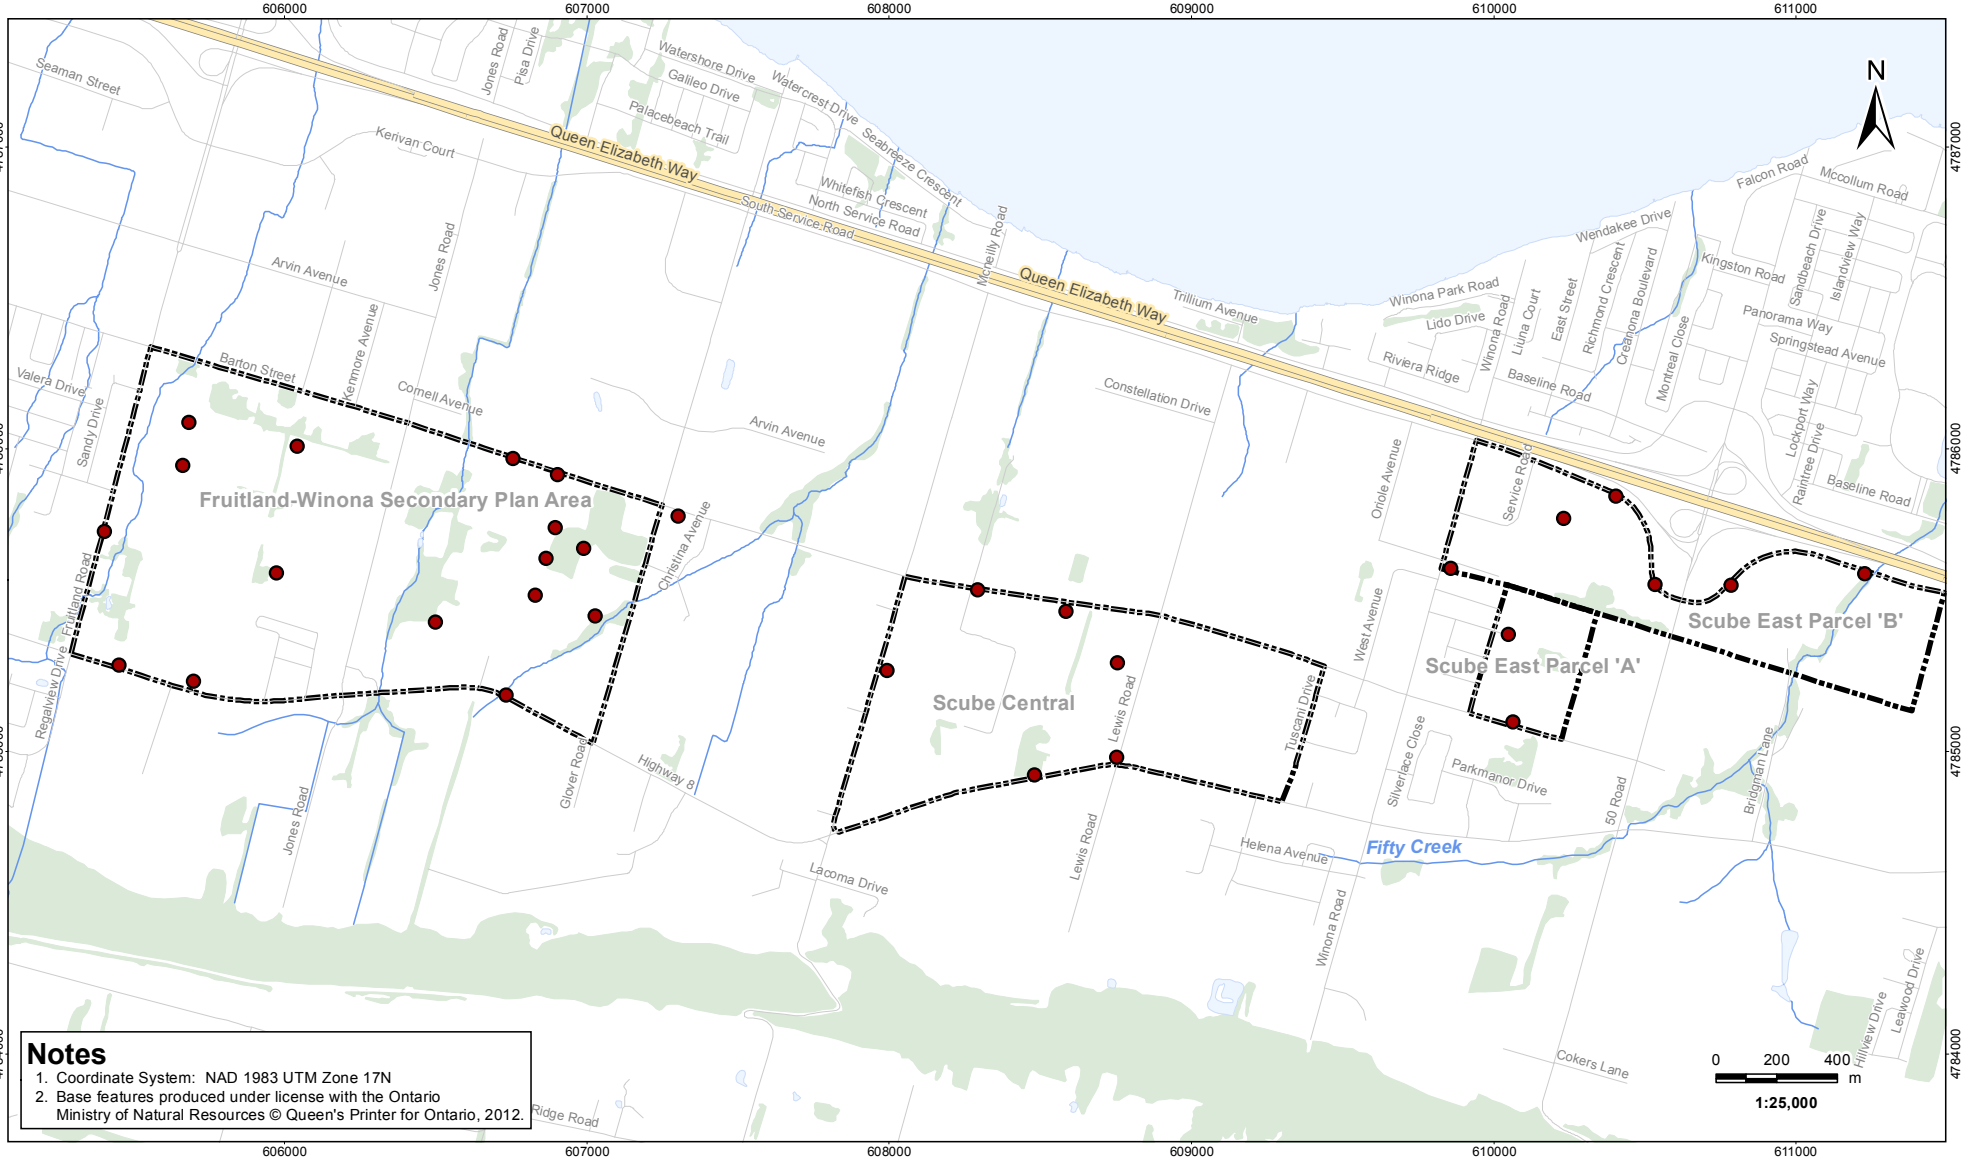 606000
607000
608000
609000
610000
611000
Seaman Street
Jones Road
Pisa Drive
Watershore Drive
Galileo Drive
Palacebeach Trail
Watercrest Drive
Seabreeze Crescent
Kerivan Court
Queen Elizabeth Way
Whitefish Crescent
North Service Road
South Service Road
Mcneilly Road
N
4787000
Falcon Road
Mccollum Road
Wendakee Drive
Sandbeach Drive
Islandview Way
Kingston Road
Arvin Avenue
Jones Road
Queen Elizabeth Way
Trillium Avenue
Winona Park Road
Lido Drive
Winona Road
Liuna Court
East Street
Richmond Crescent
Creanona Boulevard
Montreal Close
Panorama Way
Springstead Avenue
Riviera Ridge
Baseline Road
Valera Drive
Sandy Drive
Barton Street
Kenmore Avenue
Cornell Avenue
Arvin Avenue
Constellation Drive
Oriole Avenue
Service Road
Lockport Way
Raintree Drive
Baseline Road
4786000
Fruitland-Winona Secondary Plan Area
Christina Avenue
Fruitland Road
Regalview Drive
West Avenue
Scube East Parcel 'B'
Scube East Parcel 'A'
Scube Central
Lewis Road
Tuscani Drive
Silverlace Close
Parkmanor Drive
50 Road
Bridgman Lane
4785000
Glover Road
Highway 8
Jones Road
Lewis Road
Lacoma Drive
Helena Avenue
Fifty Creek
Winona Road
Hillview Drive
Leawood Drive
Cokers Lane
4784000
Ridge Road
Notes
1. Coordinate System: NAD 1983 UTM Zone 17N
2. Base features produced under license with the Ontario
Ministry of Natural Resources © Queen's Printer for Ontario, 2012.
0 200 400
m
1:25,000
606000
607000
608000
609000
610000
611000